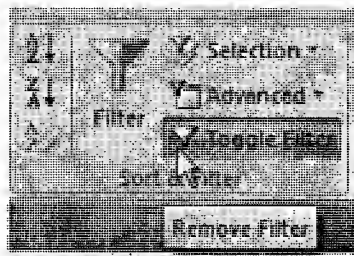 Selection
Advanced
Filter
Toggle Filter
Sort & Filter
Remove Filter